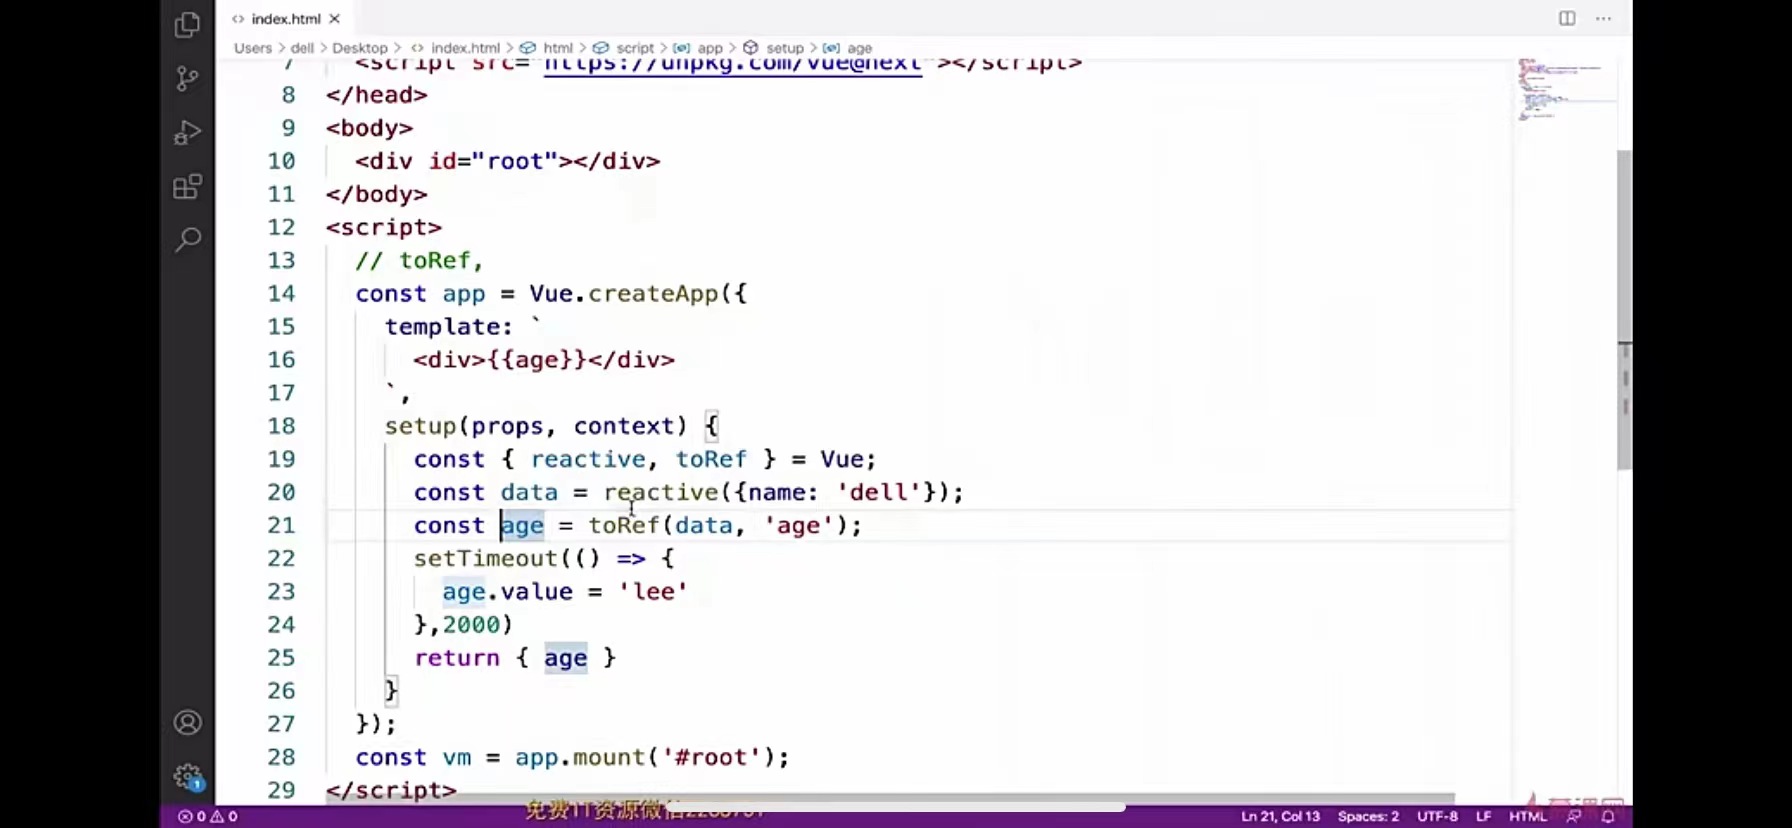 index.html
Users > dell > Desktop > index.html > html > script > app > setup > age
7 <script src="https://unpkg.com/vue@next"></script>
8 </head>
9 <body>
10 <div id="root"></div>
11 </body>
12 <script>
13 // toRef,
14 const app = Vue.createApp({
15 template: `
16 <div>{{age}}</div>
17 `,
18 setup(props, context) {
19 const { reactive, toRef } = Vue;
20 const data = reactive({name: 'dell'});
21 const age = toRef(data, 'age');
22 setTimeout(() => {
23 age.value = 'lee'
24 },2000)
25 return { age }
26 }
27 });
28 const vm = app.mount('#root');
29 </script>
1
0 0 免费IT资源微信 Ln 21, Col 13 Spaces: 2 UTF-8 LF HTML